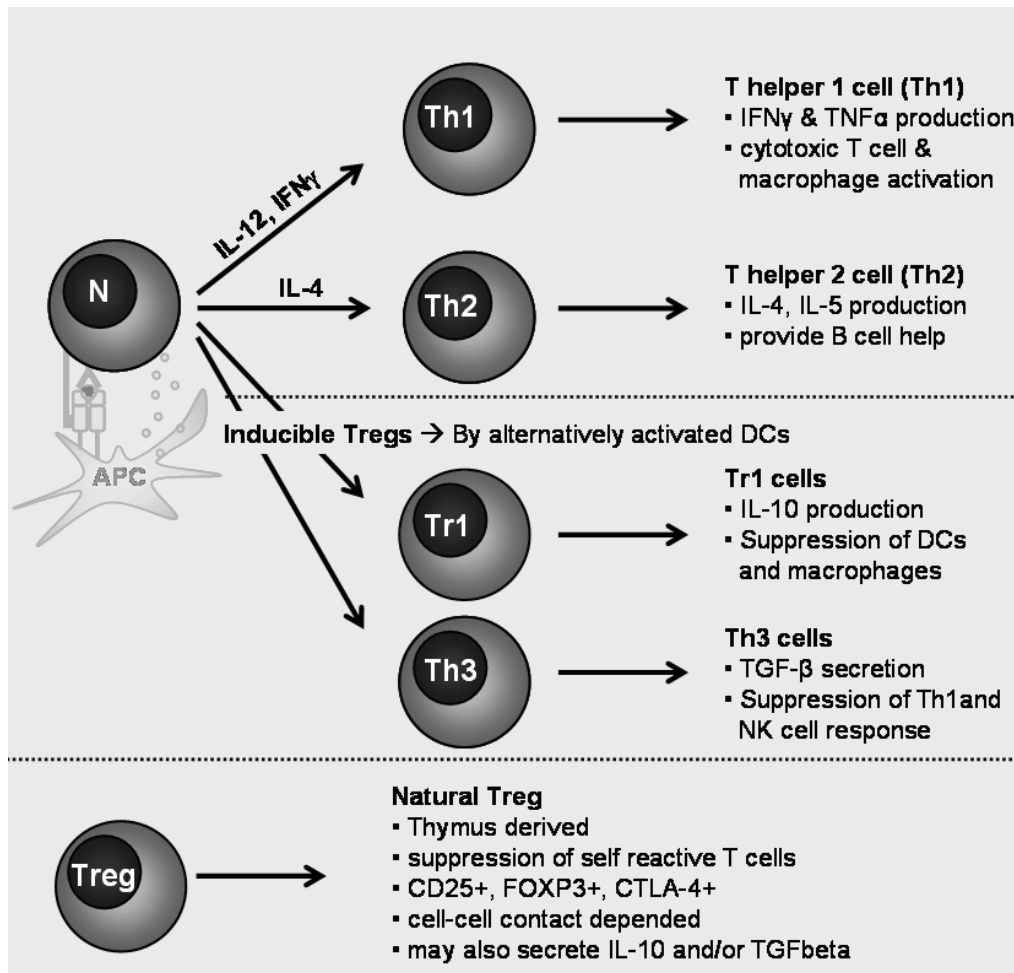 Th1
T helper 1 cell (Th1)
▪ IFNγ & TNFα production
▪ cytotoxic T cell &
macrophage activation
IL-12, IFNγ
N
IL-4
Th2
T helper 2 cell (Th2)
▪ IL-4, IL-5 production
▪ provide B cell help
APC
Inducible Tregs → By alternatively activated DCs
Tr1
Tr1 cells
▪ IL-10 production
▪ Suppression of DCs
and macrophages
Th3
Th3 cells
▪ TGF-β secretion
▪ Suppression of Th1and
NK cell response
Treg
Natural Treg
▪ Thymus derived
▪ suppression of self reactive T cells
▪ CD25+, FOXP3+, CTLA-4+
▪ cell-cell contact depended
▪ may also secrete IL-10 and/or TGFbeta